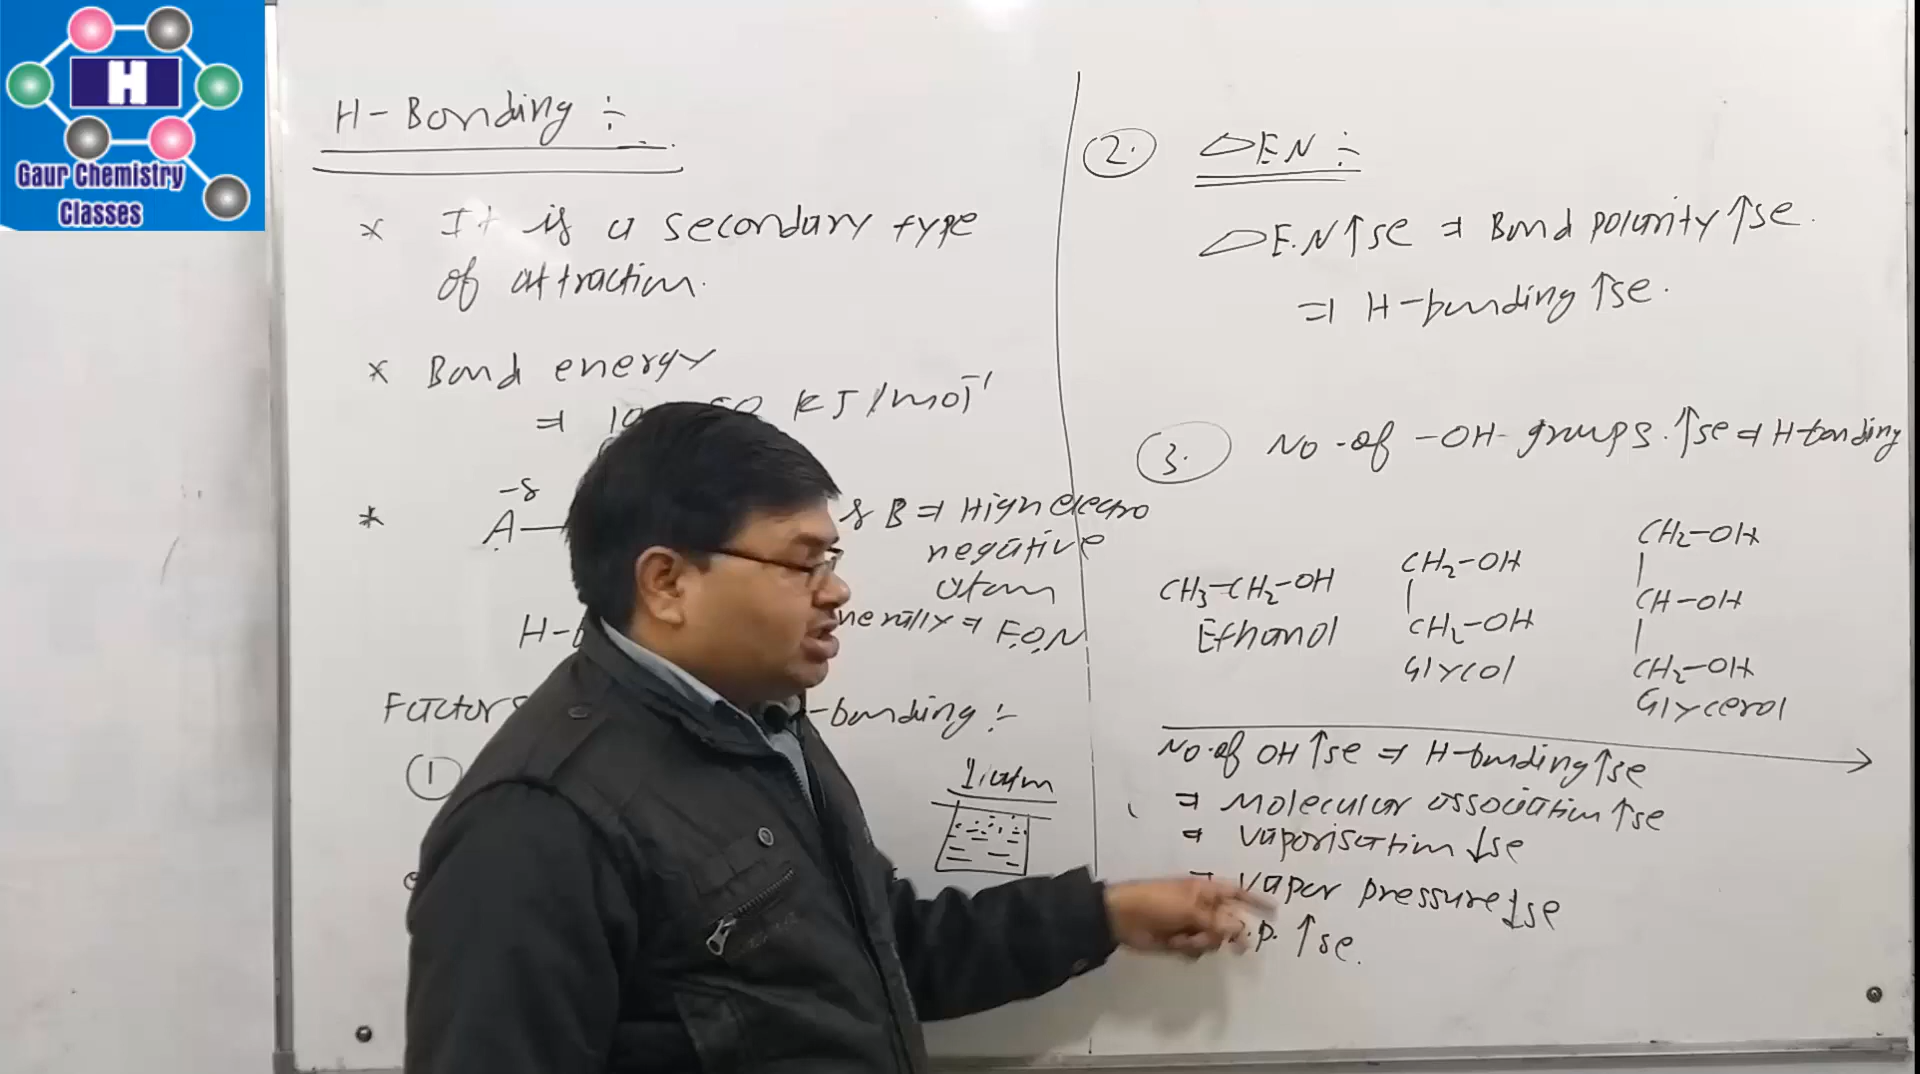 H
Gaur Chemistry
Classes
H-Bonding ÷
* It is a secondary type
of attraction.
* Bond energy
⇒ 10 50 KJ/mol⁻¹
* -δ
A— & B ⇒ High electro
negative
atom
H-b nerally ⇒ F,O,N
Factors -bonding :-
①
1 atm
②. ΔEN ÷
ΔE.N↑se ⇒ Bond polarity↑se.
⇒ H-bonding ↑se.
③. No. of -OH- groups.↑se ⇒ H-bonding
CH₃-CH₂-OH
Ethanol
CH₂-OH
|
CH₂-OH
Glycol
CH₂-OH
|
CH-OH
|
CH₂-OH
Glycerol
No. of OH↑se ⇒ H-bonding↑se
⇒ Molecular association↑se
⇒ Vaporisation↓se
⇒ Vapor pressure↓se
.p. ↑se.